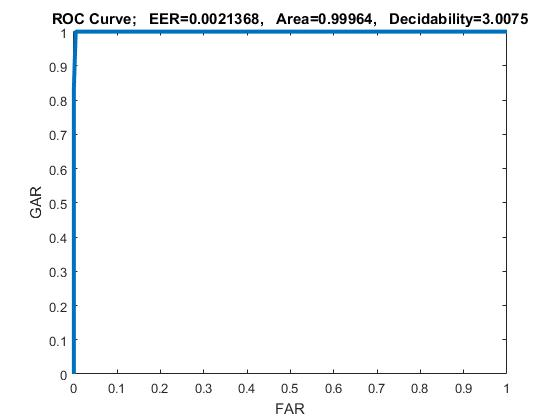 ROC Curve;   EER=0.0021368,   Area=0.99964,   Decidability=3.0075
1
0.9
0.8
0.7
0.6
0.5
0.4
0.3
0.2
0.1
0
GAR
0 0.1 0.2 0.3 0.4 0.5 0.6 0.7 0.8 0.9 1
FAR